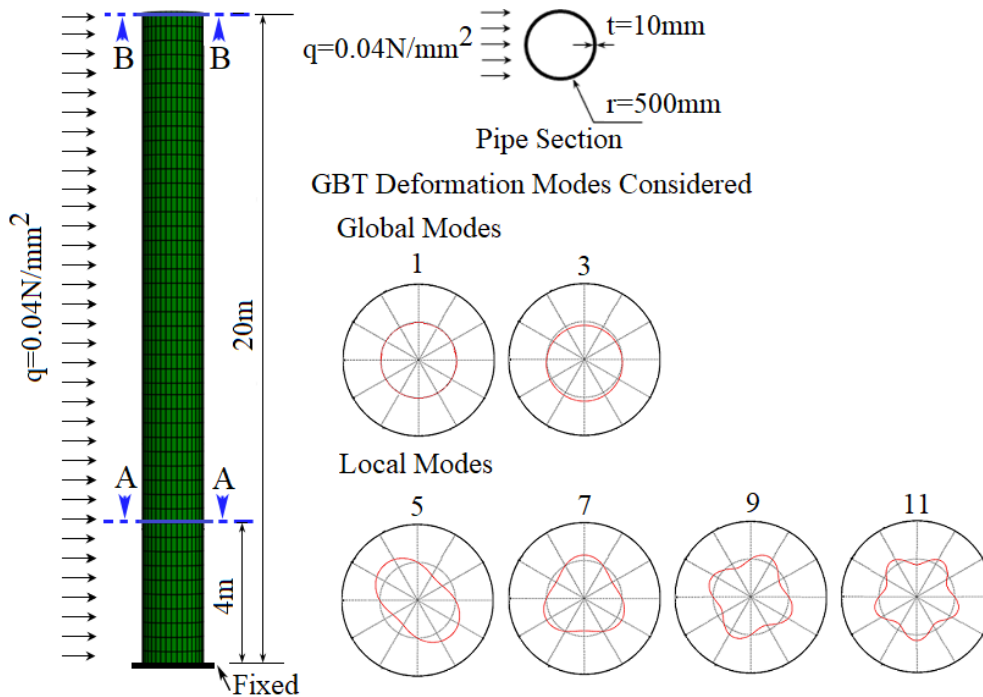 B
B
q=0.04N/mm²
20m
A
A
4m
Fixed
q=0.04N/mm²
t=10mm
r=500mm
Pipe Section
GBT Deformation Modes Considered
Global Modes
1
3
Local Modes
5
7
9
11